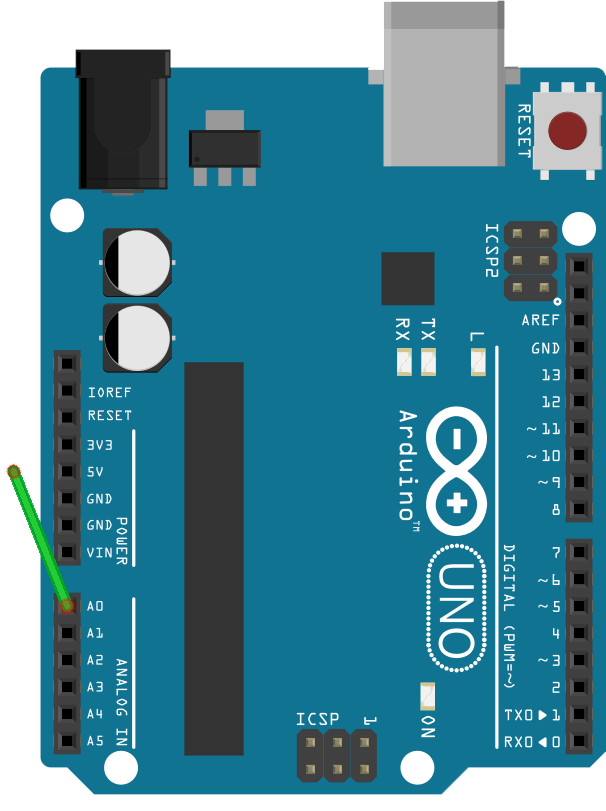 RESET
ICSP2
RX
TX
L
AREF
GND
13
12
~11
~10
~9
8
IOREF
RESET
3V3
5V
GND
GND
VIN
POWER
Arduino™
UNO
7
~6
~5
4
~3
2
TX0▶1
RX0◀0
DIGITAL (PWM=~)
A0
A1
A2
A3
A4
A5
ANALOG IN
ICSP
1
ON